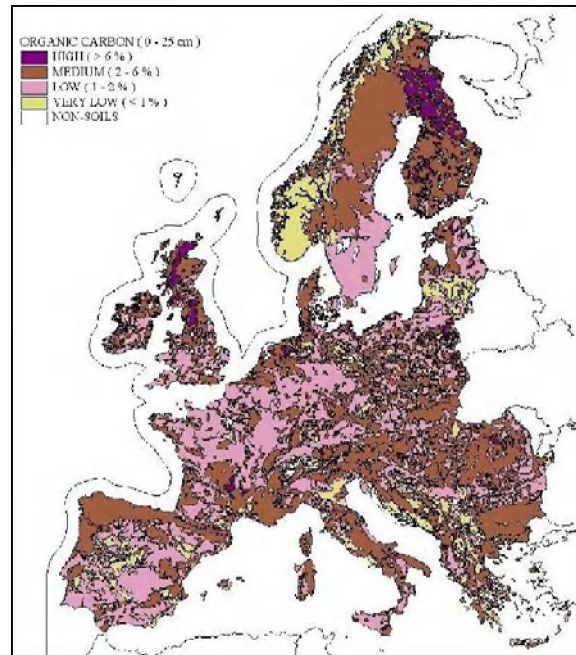 ORGANIC CARBON ( 0 - 25 cm )
HIGH ( > 6 % )
MEDIUM ( 2 - 6 % )
LOW ( 1 - 2 % )
VERY LOW ( < 1 % )
NON-SOILS